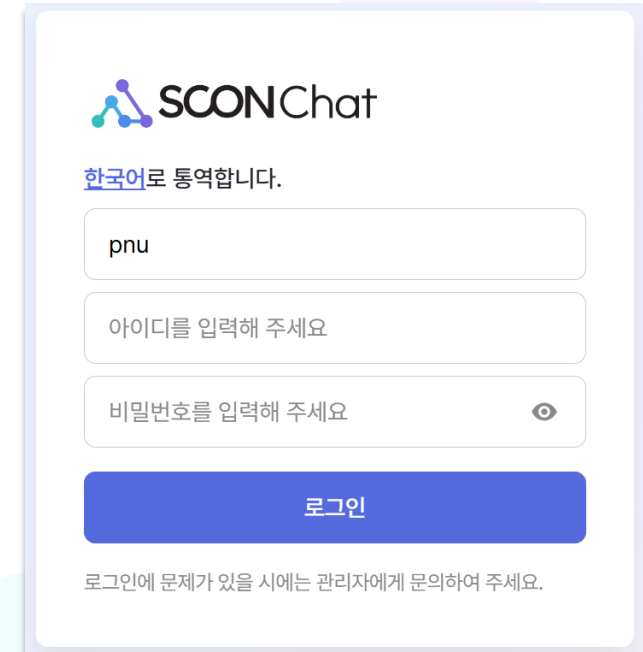 SCON Chat
한국어로 통역합니다.
pnu
아이디를 입력해 주세요
비밀번호를 입력해 주세요
로그인
로그인에 문제가 있을 시에는 관리자에게 문의하여 주세요.